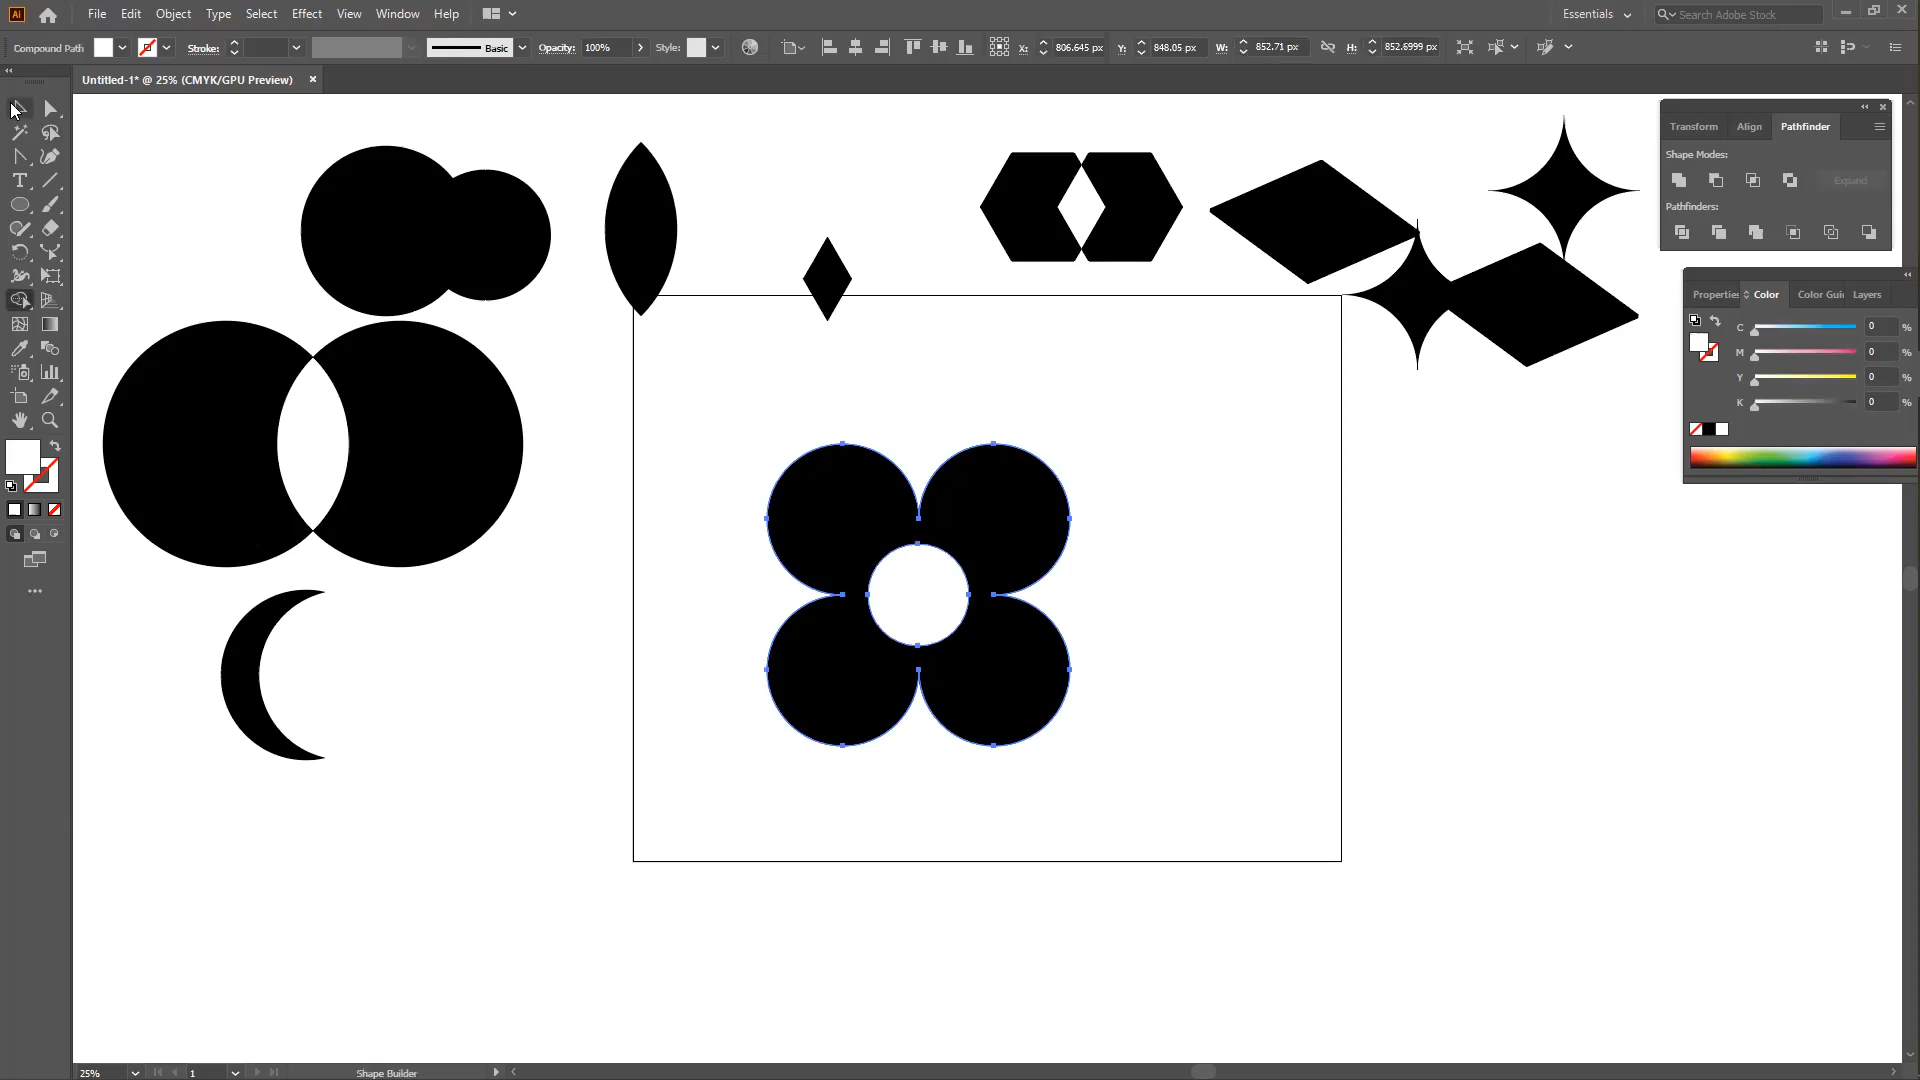 Ai File Edit Object Type Select Effect View Window Help Essentials Search Adobe Stock
Compound Path Stroke: Basic Opacity: 100% Style: X: 806.645 px Y: 848.05 px W: 852.71 px H: 852.6999 px
Untitled-1* @ 25% (CMYK/GPU Preview)
Transform Align Pathfinder
Shape Modes:
Expand
Pathfinders:
Properties Color Color Gui Layers
C 0 %
M 0 %
Y 0 %
K 0 %
25% 1 Shape Builder